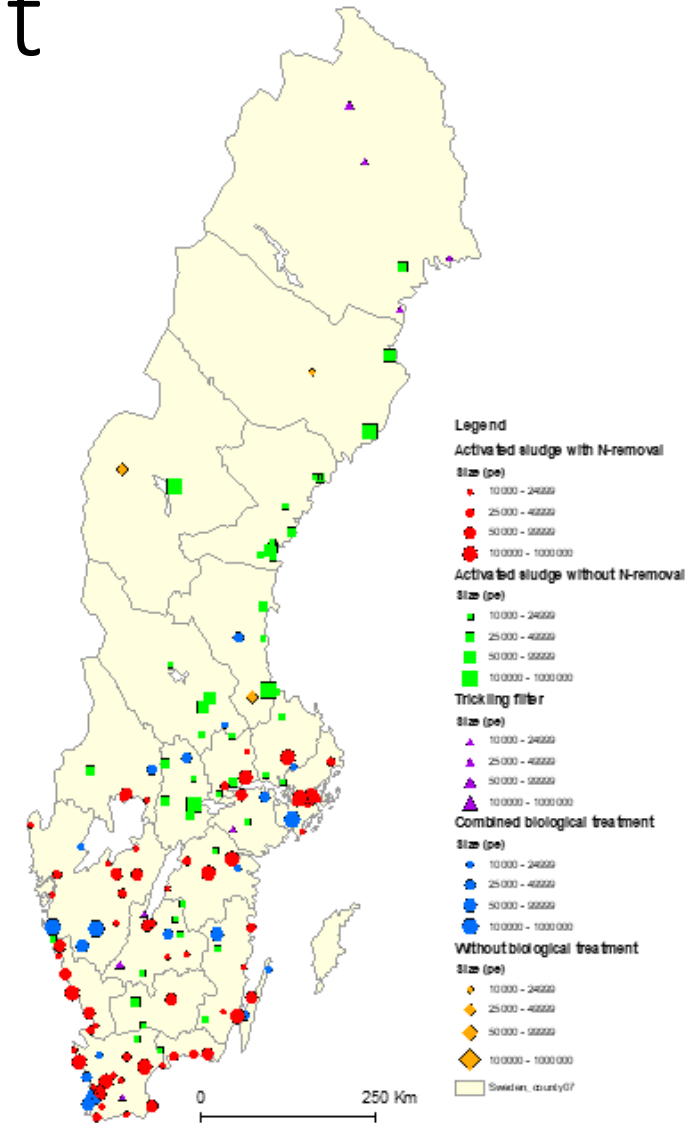 t
Legend
Activated sludge with N-removal
Size (pe)
10000 - 24999
25000 - 49999
50000 - 99999
100000 - 1000000
Activated sludge without N-removal
Size (pe)
10000 - 24999
25000 - 49999
50000 - 99999
100000 - 1000000
Trickling filter
Size (pe)
10000 - 24999
25000 - 49999
50000 - 99999
100000 - 1000000
Combined biological treatment
Size (pe)
10000 - 24999
25000 - 49999
50000 - 99999
100000 - 1000000
Without biological treatment
Size (pe)
10000 - 24999
25000 - 49999
50000 - 99999
100000 - 1000000
Sweden_county07
0 250 Km